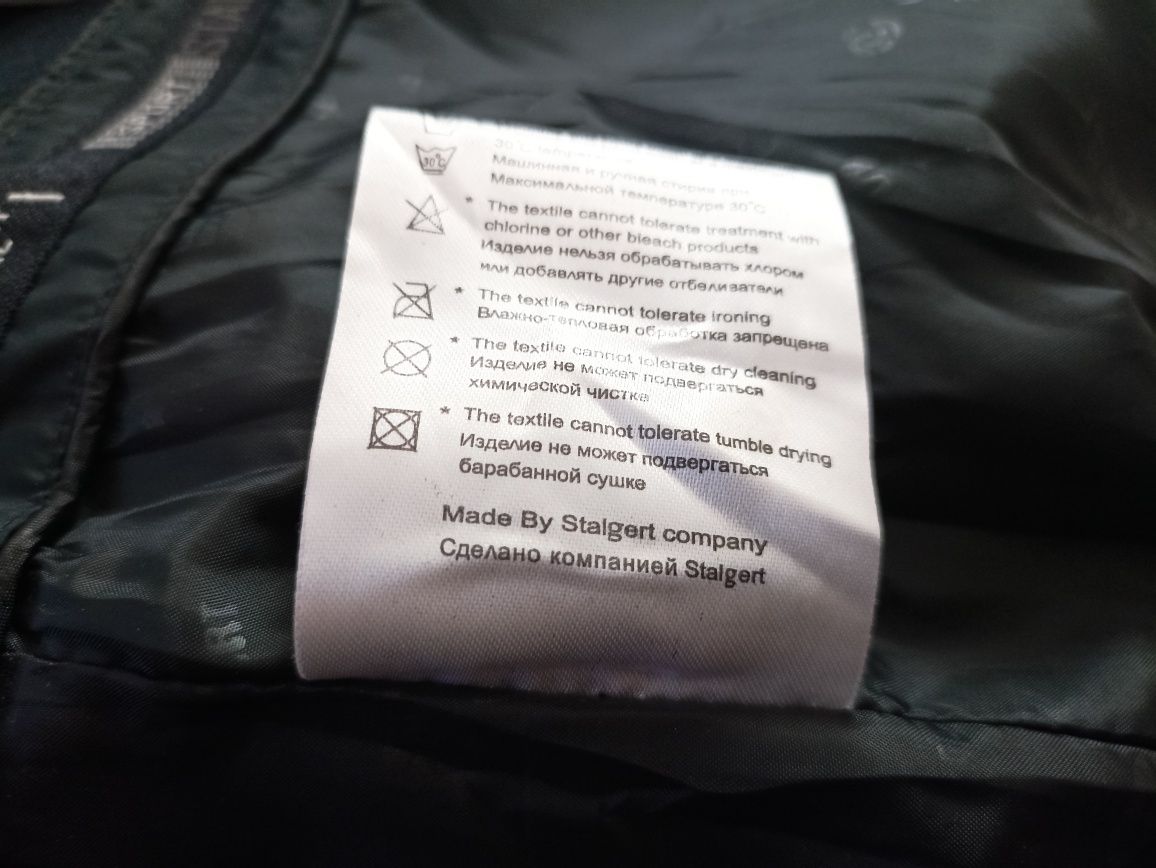 30°C
Машинная и ручная стирка при
Максимальной температуре 30°C
* The textile cannot tolerate treatment with
chlorine or other bleach products
Изделие нельзя обрабатывать хлором
или добавлять другие отбеливатели
* The textile cannot tolerate ironing
Влажно-тепловая обработка запрещена
* The textile cannot tolerate dry cleaning
Изделие не может подвергаться
химической чистке
* The textile cannot tolerate tumble drying
Изделие не может подвергаться
барабанной сушке
Made By Stalgert company
Сделано компанией Stalgert